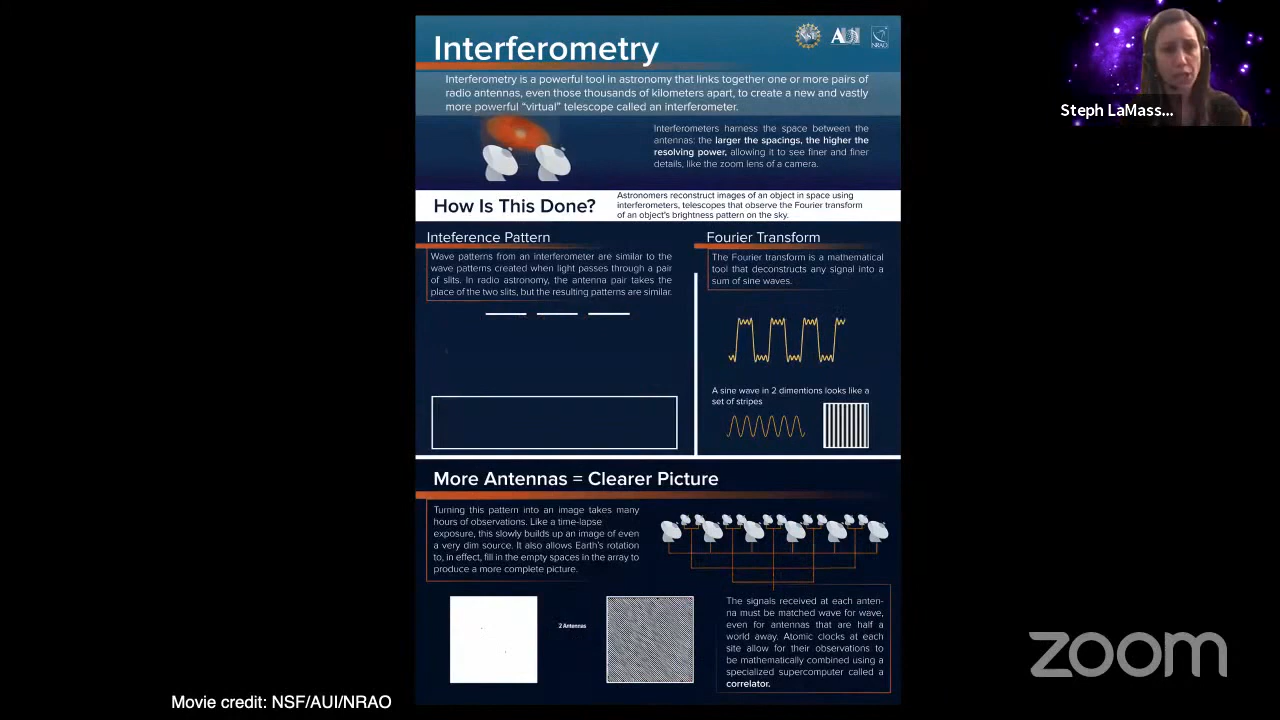 Interferometry
NSF
AUI
NRAO
Interferometry is a powerful tool in astronomy that links together one or more pairs of
radio antennas, even those thousands of kilometers apart, to create a new and vastly
more powerful “virtual” telescope called an interferometer.
Interferometers harness the space between the
antennas: the larger the spacings, the higher the
resolving power, allowing it to see finer and finer
details, like the zoom lens of a camera.
How Is This Done?
Astronomers reconstruct images of an object in space using
interferometers, telescopes that observe the Fourier transform
of an object's brightness pattern on the sky.
Inteference Pattern
Wave patterns from an interferometer are similar to the
wave patterns created when light passes through a pair
of slits. In radio astronomy, the antenna pair takes the
place of the two slits, but the resulting patterns are similar.
Fourier Transform
The Fourier transform is a mathematical
tool that deconstructs any signal into a
sum of sine waves.
A sine wave in 2 dimentions looks like a
set of stripes
More Antennas = Clearer Picture
Turning this pattern into an image takes many
hours of observations. Like a time-lapse
exposure, this slowly builds up an image of even
a very dim source. It also allows Earth's rotation
to, in effect, fill in the empty spaces in the array to
produce a more complete picture.
2 Antennas
The signals received at each anten-
na must be matched wave for wave,
even for antennas that are half a
world away. Atomic clocks at each
site allow for their observations to
be mathematically combined using a
specialized supercomputer called a
correlator.
Steph LaMass...
zoom
Movie credit: NSF/AUI/NRAO